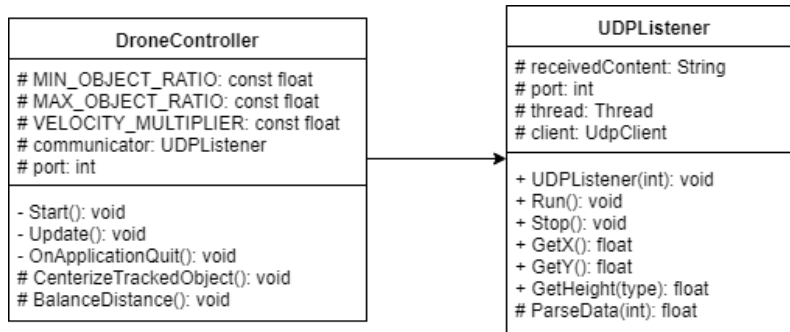 DroneController
# MIN_OBJECT_RATIO: const float
# MAX_OBJECT_RATIO: const float
# VELOCITY_MULTIPLIER: const float
# communicator: UDPListener
# port: int
- Start(): void
- Update(): void
- OnApplicationQuit(): void
# CenterizeTrackedObject(): void
# BalanceDistance(): void
UDPListener
# receivedContent: String
# port: int
# thread: Thread
# client: UdpClient
+ UDPListener(int): void
+ Run(): void
+ Stop(): void
+ GetX(): float
+ GetY(): float
+ GetHeight(type): float
# ParseData(int): float